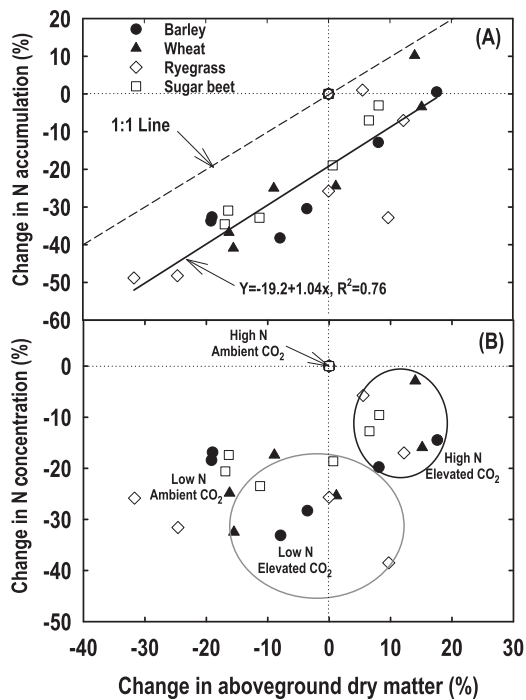 20
10
0
-10
-20
-30
-40
-50
-60
Change in N accumulation (%)
Barley
Wheat
Ryegrass
Sugar beet
(A)
1:1 Line
Y=-19.2+1.04x, R²=0.76
0
-10
-20
-30
-40
-50
Change in N concentration (%)
(B)
High N
Ambient CO₂
High N
Elevated CO₂
Low N
Ambient CO₂
Low N
Elevated CO₂
-40 -30 -20 -10 0 10 20 30
Change in aboveground dry matter (%)